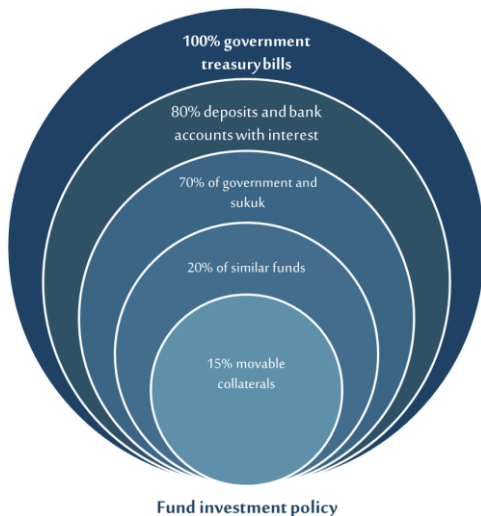 100% government
treasury bills
80% deposits and bank
accounts with interest
70% of government and
sukuk
20% of similar funds
15% movable
collaterals
Fund investment policy